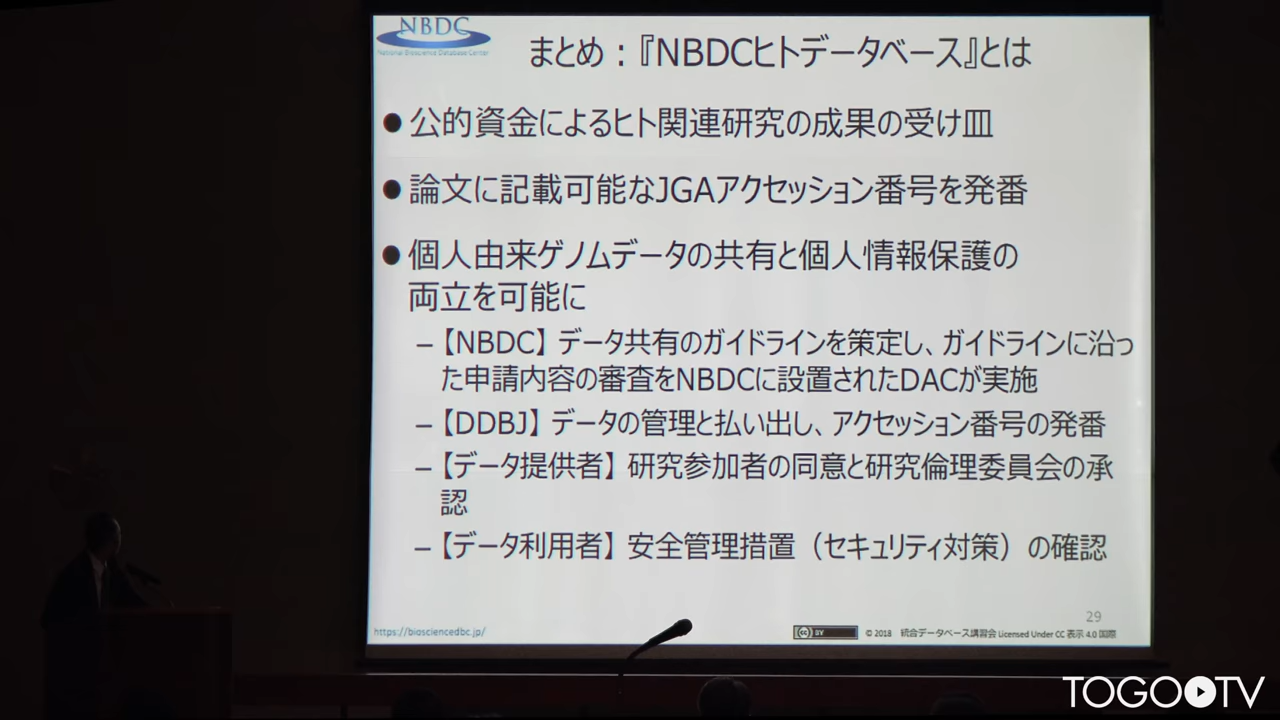 NBDC
National Bioscience Database Center
まとめ：『NBDCヒトデータベース』とは
● 公的資金によるヒト関連研究の成果の受け皿
● 論文に記載可能なJGAアクセッション番号を発番
● 個人由来ゲノムデータの共有と個人情報保護の
両立を可能に
– 【NBDC】 データ共有のガイドラインを策定し、ガイドラインに沿っ
た申請内容の審査をNBDCに設置されたDACが実施
– 【DDBJ】 データの管理と払い出し、アクセッション番号の発番
– 【データ提供者】 研究参加者の同意と研究倫理委員会の承
認
– 【データ利用者】 安全管理措置（セキュリティ対策）の確認
29
https://biosciencedbc.jp/
cc BY © 2018 統合データベース講習会 Licensed Under CC 表示 4.0 国際
TOGO TV